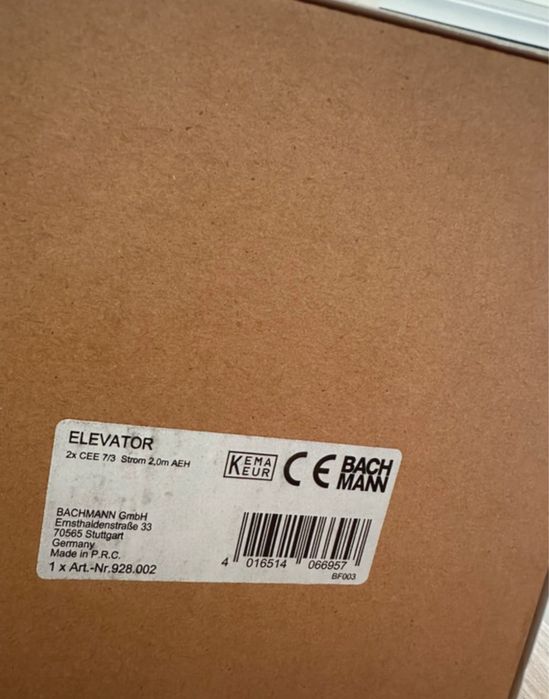 ELEVATOR
2x CEE 7/3 Strom 2,0m AEH
KEMA
KEUR
CE
BACH
MANN
BACHMANN GmbH
Ernsthaldenstraße 33
70565 Stuttgart
Germany
Made in P.R.C.
1 x Art.-Nr.928.002
4 016514 066957
BF003